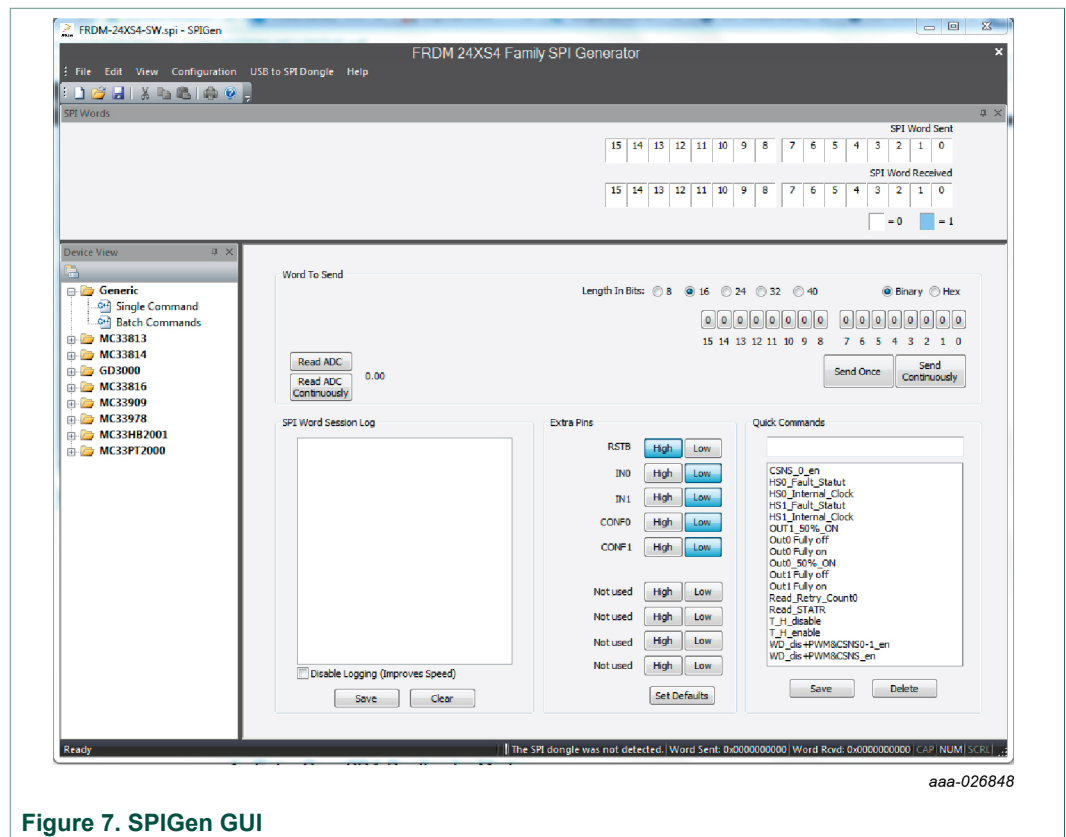 FRDM-24XS4-SW.spi - SPIGen
FRDM 24XS4 Family SPI Generator
File Edit View Configuration USB to SPI Dongle Help
SPI Words
SPI Word Sent
15 14 13 12 11 10 9 8 7 6 5 4 3 2 1 0
SPI Word Received
15 14 13 12 11 10 9 8 7 6 5 4 3 2 1 0
= 0 = 1
Device View
Generic
Single Command
Batch Commands
MC33813
MC33814
GD3000
MC33816
MC33909
MC33978
MC33HB2001
MC33PT2000
Word To Send
Length In Bits: 8 16 24 32 40 Binary Hex
0 0 0 0 0 0 0 0 0 0 0 0 0 0 0 0
15 14 13 12 11 10 9 8 7 6 5 4 3 2 1 0
Read ADC
Read ADC Continuously
0.00
Send Once
Send Continuously
SPI Word Session Log
Disable Logging (Improves Speed)
Save Clear
Extra Pins
RSTB High Low
IN0 High Low
IN1 High Low
CONF0 High Low
CONF1 High Low
Not used High Low
Not used High Low
Not used High Low
Not used High Low
Set Defaults
Quick Commands
CSNS_0_en
HS0_Fault_Statut
HS0_Internal_Clock
HS1_Fault_Statut
HS1_Internal_Clock
OUT1_50%_ON
Out0 Fully off
Out0 Fully on
Out0_50%_ON
Out1 Fully off
Out1 Fully on
Read_Retry_Count0
Read_STATR
T_H_disable
T_H_enable
WD_dis+PWM&CSNS0-1_en
WD_dis+PWM&CSNS_en
Save Delete
Ready
The SPI dongle was not detected. Word Sent: 0x0000000000 Word Rcvd: 0x0000000000 CAP NUM SCRL
aaa-026848
Figure 7. SPIGen GUI